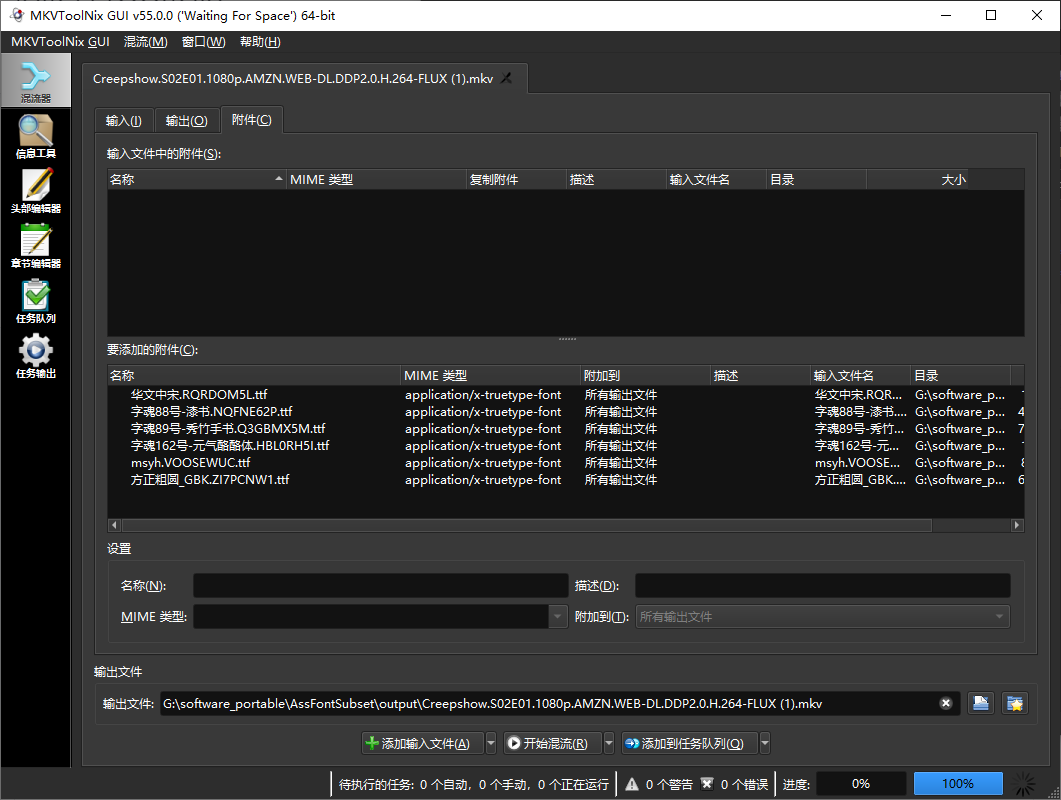 MKVToolNix GUI v55.0.0 ('Waiting For Space') 64-bit
MKVToolNix GUI 混流(M) 窗口(W) 帮助(H)
混流器
信息工具
头部编辑器
章节编辑器
任务队列
任务输出
Creepshow.S02E01.1080p.AMZN.WEB-DL.DDP2.0.H.264-FLUX (1).mkv
输入(I) 输出(O) 附件(C)
输入文件中的附件(S):
名称 MIME 类型 复制附件 描述 输入文件名 目录 大小
要添加的附件(C):
名称 MIME 类型 附加到 描述 输入文件名 目录
华文中宋.RQRDOM5L.ttf application/x-truetype-font 所有输出文件 华文中宋.RQR... G:\software_p...
字魂88号-漆书.NQFNE62P.ttf application/x-truetype-font 所有输出文件 字魂88号-漆书.... G:\software_p... 4
字魂89号-秀竹手书.Q3GBMX5M.ttf application/x-truetype-font 所有输出文件 字魂89号-秀竹... G:\software_p... 7
字魂162号-元气酪酪体.HBL0RH5I.ttf application/x-truetype-font 所有输出文件 字魂162号-元... G:\software_p...
msyh.VOOSEWUC.ttf application/x-truetype-font 所有输出文件 msyh.VOOSE... G:\software_p...
方正粗圆_GBK.ZI7PCNW1.ttf application/x-truetype-font 所有输出文件 方正粗圆_GBK.... G:\software_p... 6
设置
名称(N): 描述(D):
MIME 类型: 附加到(T): 所有输出文件
输出文件
输出文件: G:\software_portable\AssFontSubset\output\Creepshow.S02E01.1080p.AMZN.WEB-DL.DDP2.0.H.264-FLUX (1).mkv
添加输入文件(A) 开始混流(R) 添加到任务队列(Q)
待执行的任务: 0 个自动，0 个手动，0 个正在运行 0 个警告 0 个错误 进度: 0% 100%